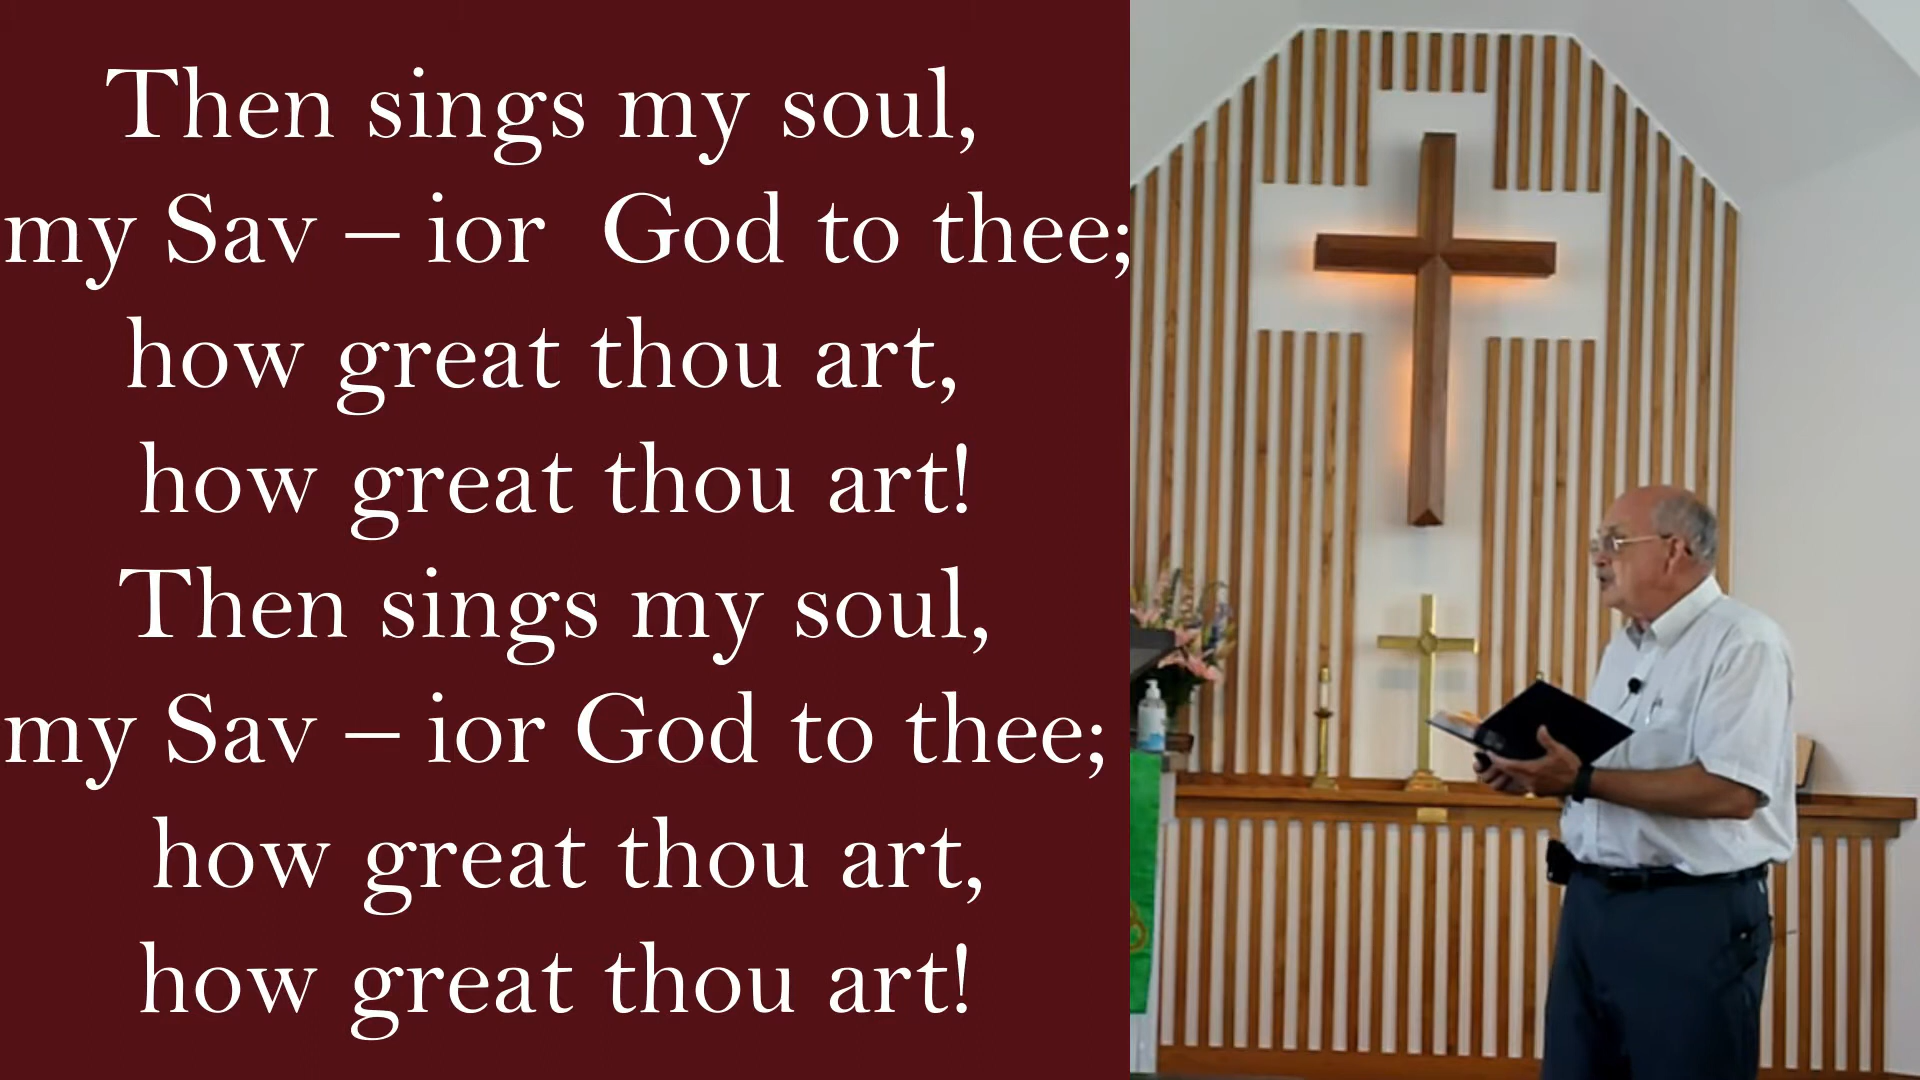 Then sings my soul,
my Sav – ior  God to thee;
how great thou art,
how great thou art!
Then sings my soul,
my Sav – ior God to thee;
how great thou art,
how great thou art!